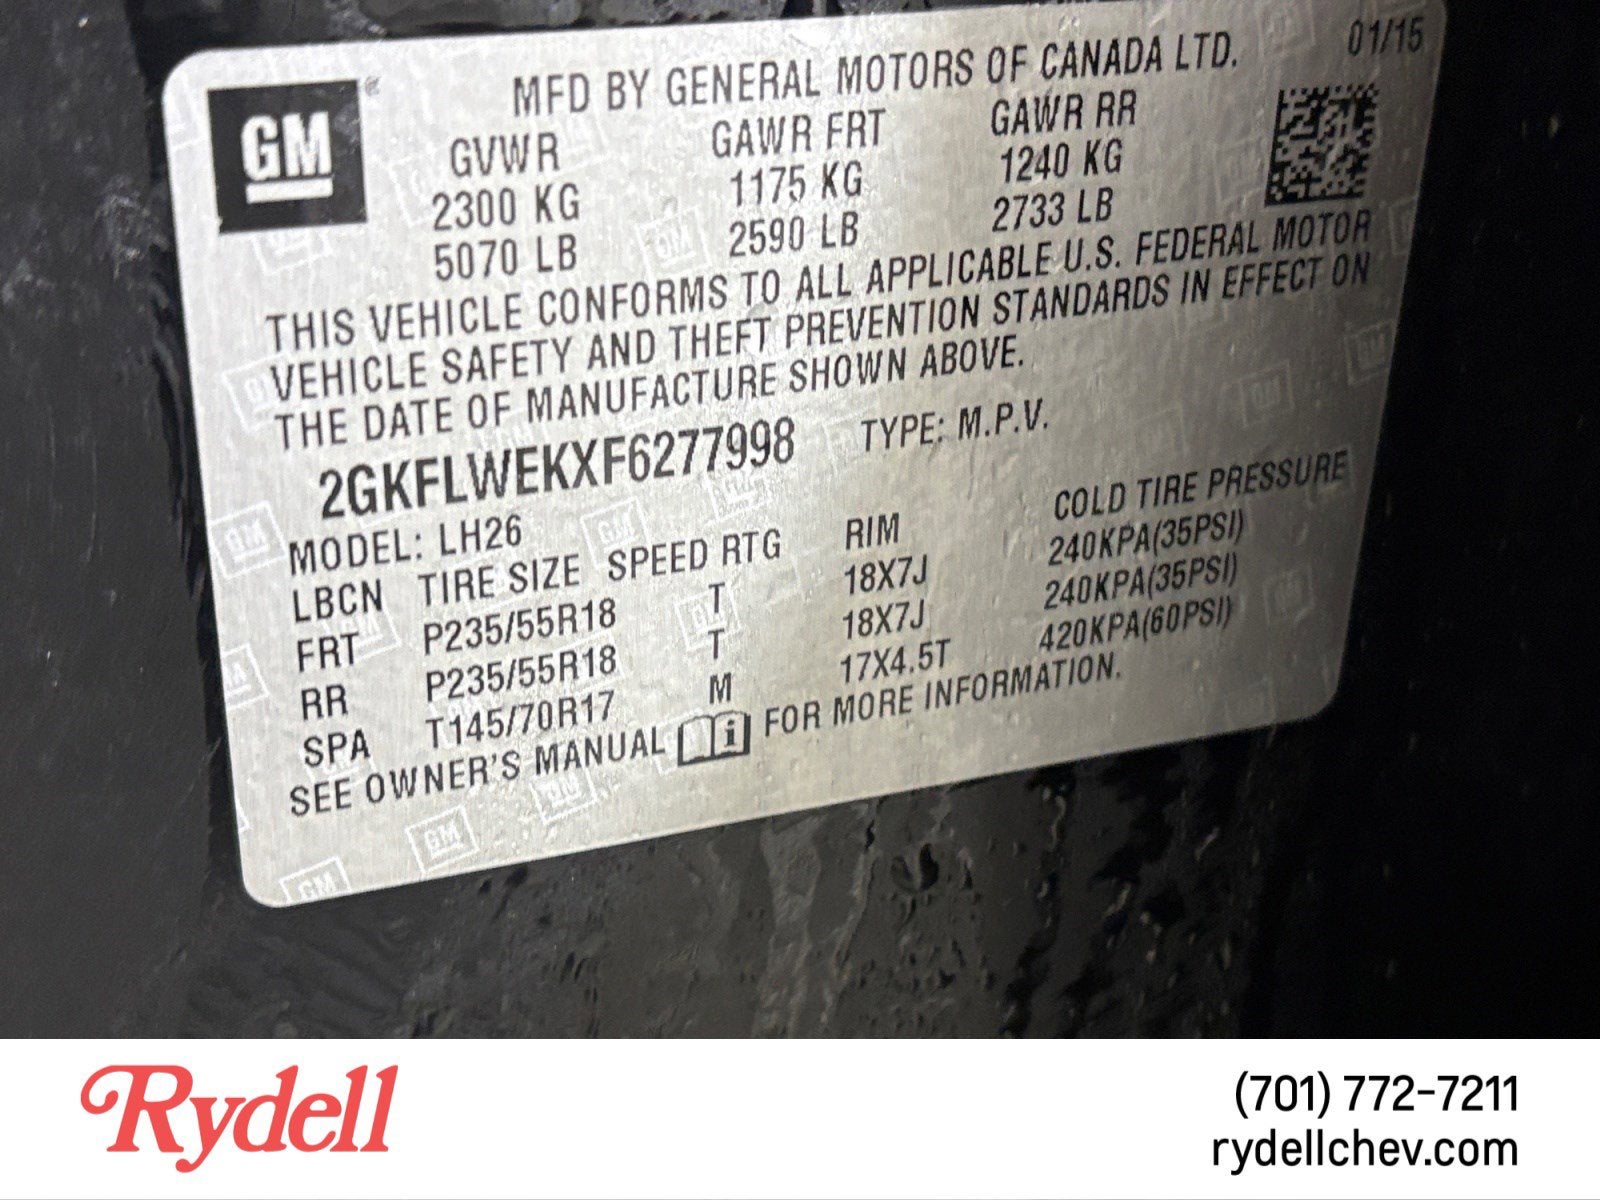 GM
MFD BY GENERAL MOTORS OF CANADA LTD. 01/15
GVWR GAWR FRT GAWR RR
2300 KG 1175 KG 1240 KG
5070 LB 2590 LB 2733 LB
THIS VEHICLE CONFORMS TO ALL APPLICABLE U.S. FEDERAL MOTOR
VEHICLE SAFETY AND THEFT PREVENTION STANDARDS IN EFFECT ON
THE DATE OF MANUFACTURE SHOWN ABOVE.
2GKFLWEKXF6277998 TYPE: M.P.V.
MODEL: LH26
LBCN TIRE SIZE SPEED RTG RIM COLD TIRE PRESSURE
FRT P235/55R18 T 18X7J 240KPA(35PSI)
RR P235/55R18 T 18X7J 240KPA(35PSI)
SPA T145/70R17 M 17X4.5T 420KPA(60PSI)
SEE OWNER'S MANUAL i FOR MORE INFORMATION.
Rydell
(701) 772-7211
rydellchev.com